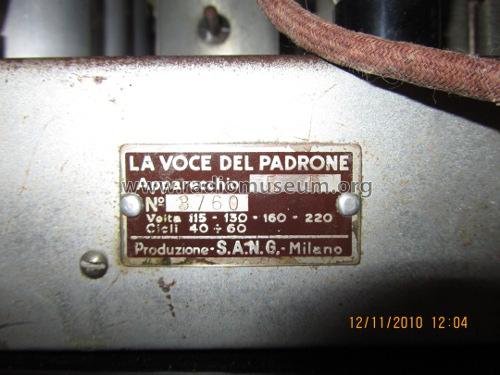 LA VOCE DEL PADRONE
Apparecchio
www.radiomuseum.org
Nº 3760
Volta 115 - 130 - 160 - 220
Cicli 40 ÷ 60
Produzione - S.A.N.G. - Milano
12/11/2010 12:04